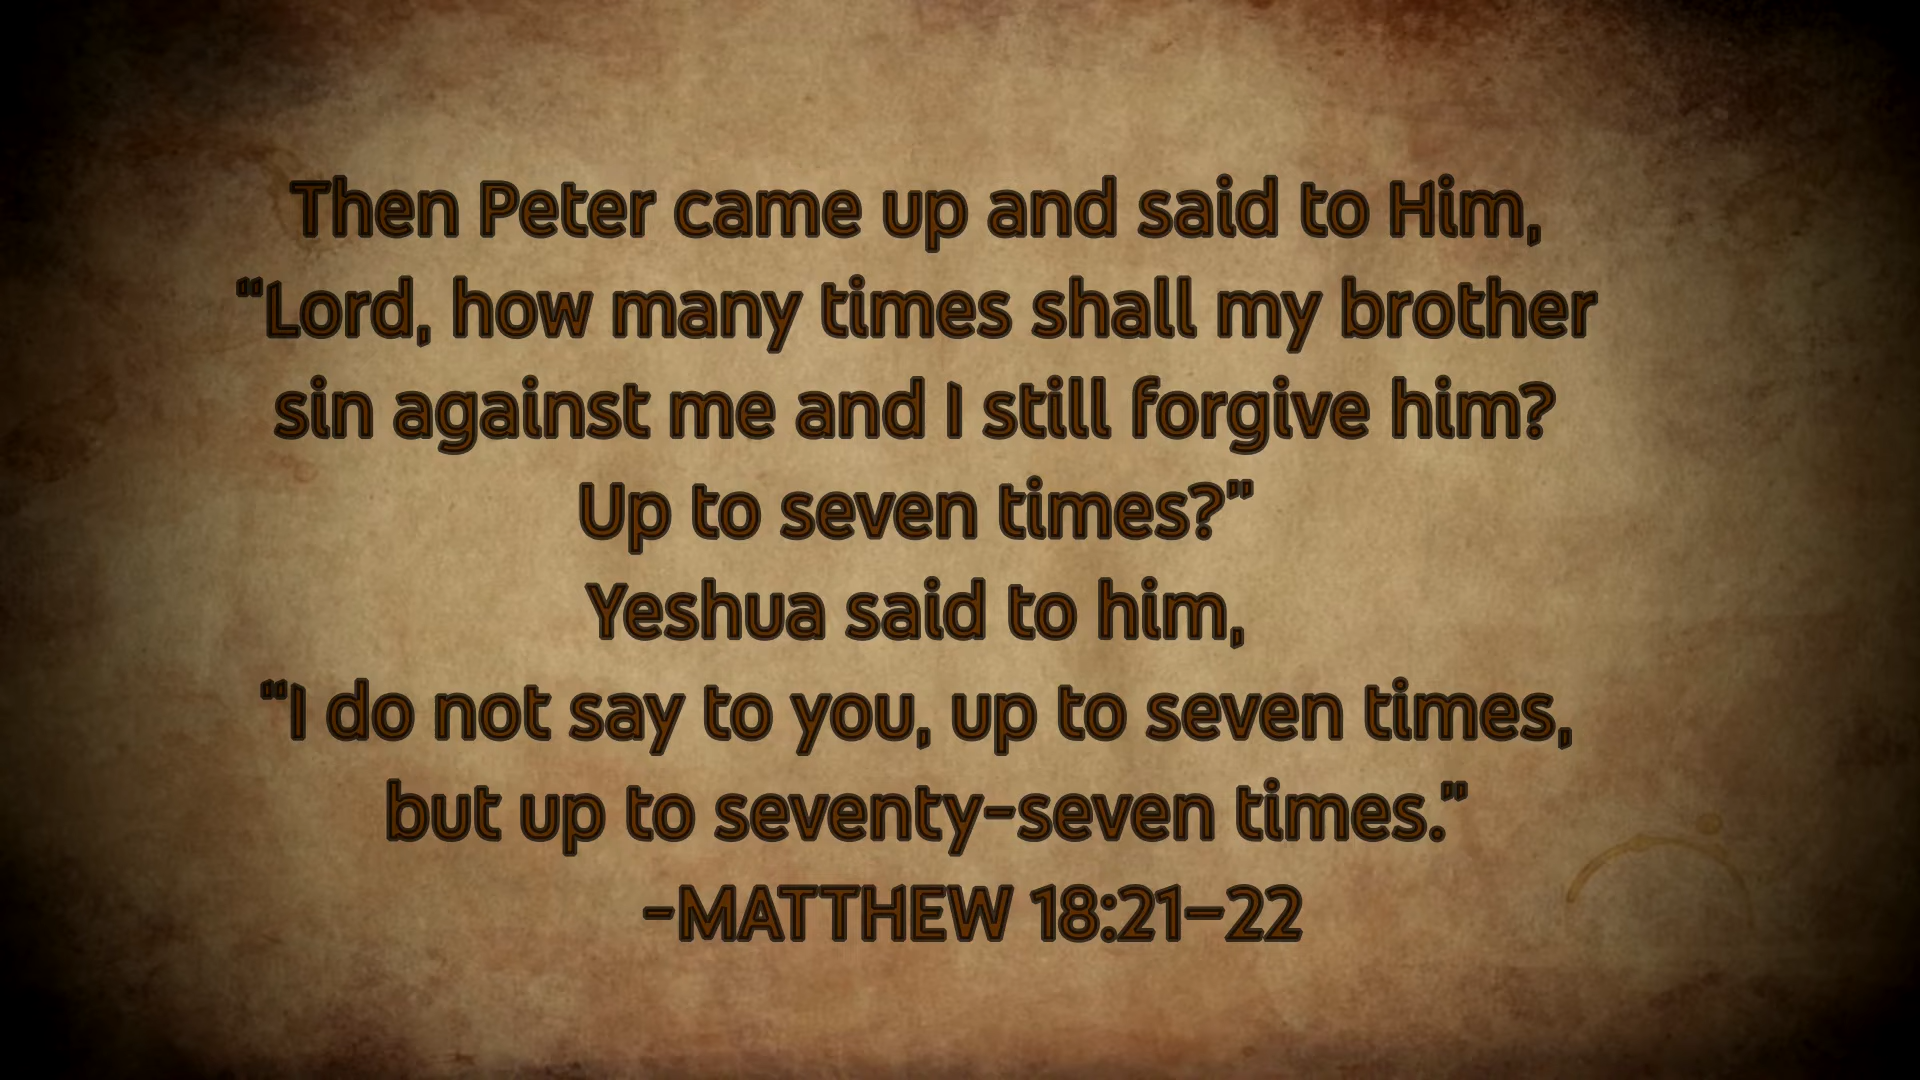 Then Peter came up and said to Him,
“Lord, how many times shall my brother
sin against me and I still forgive him?
Up to seven times?”
Yeshua said to him,
“I do not say to you, up to seven times,
but up to seventy-seven times.”
-MATTHEW 18:21–22